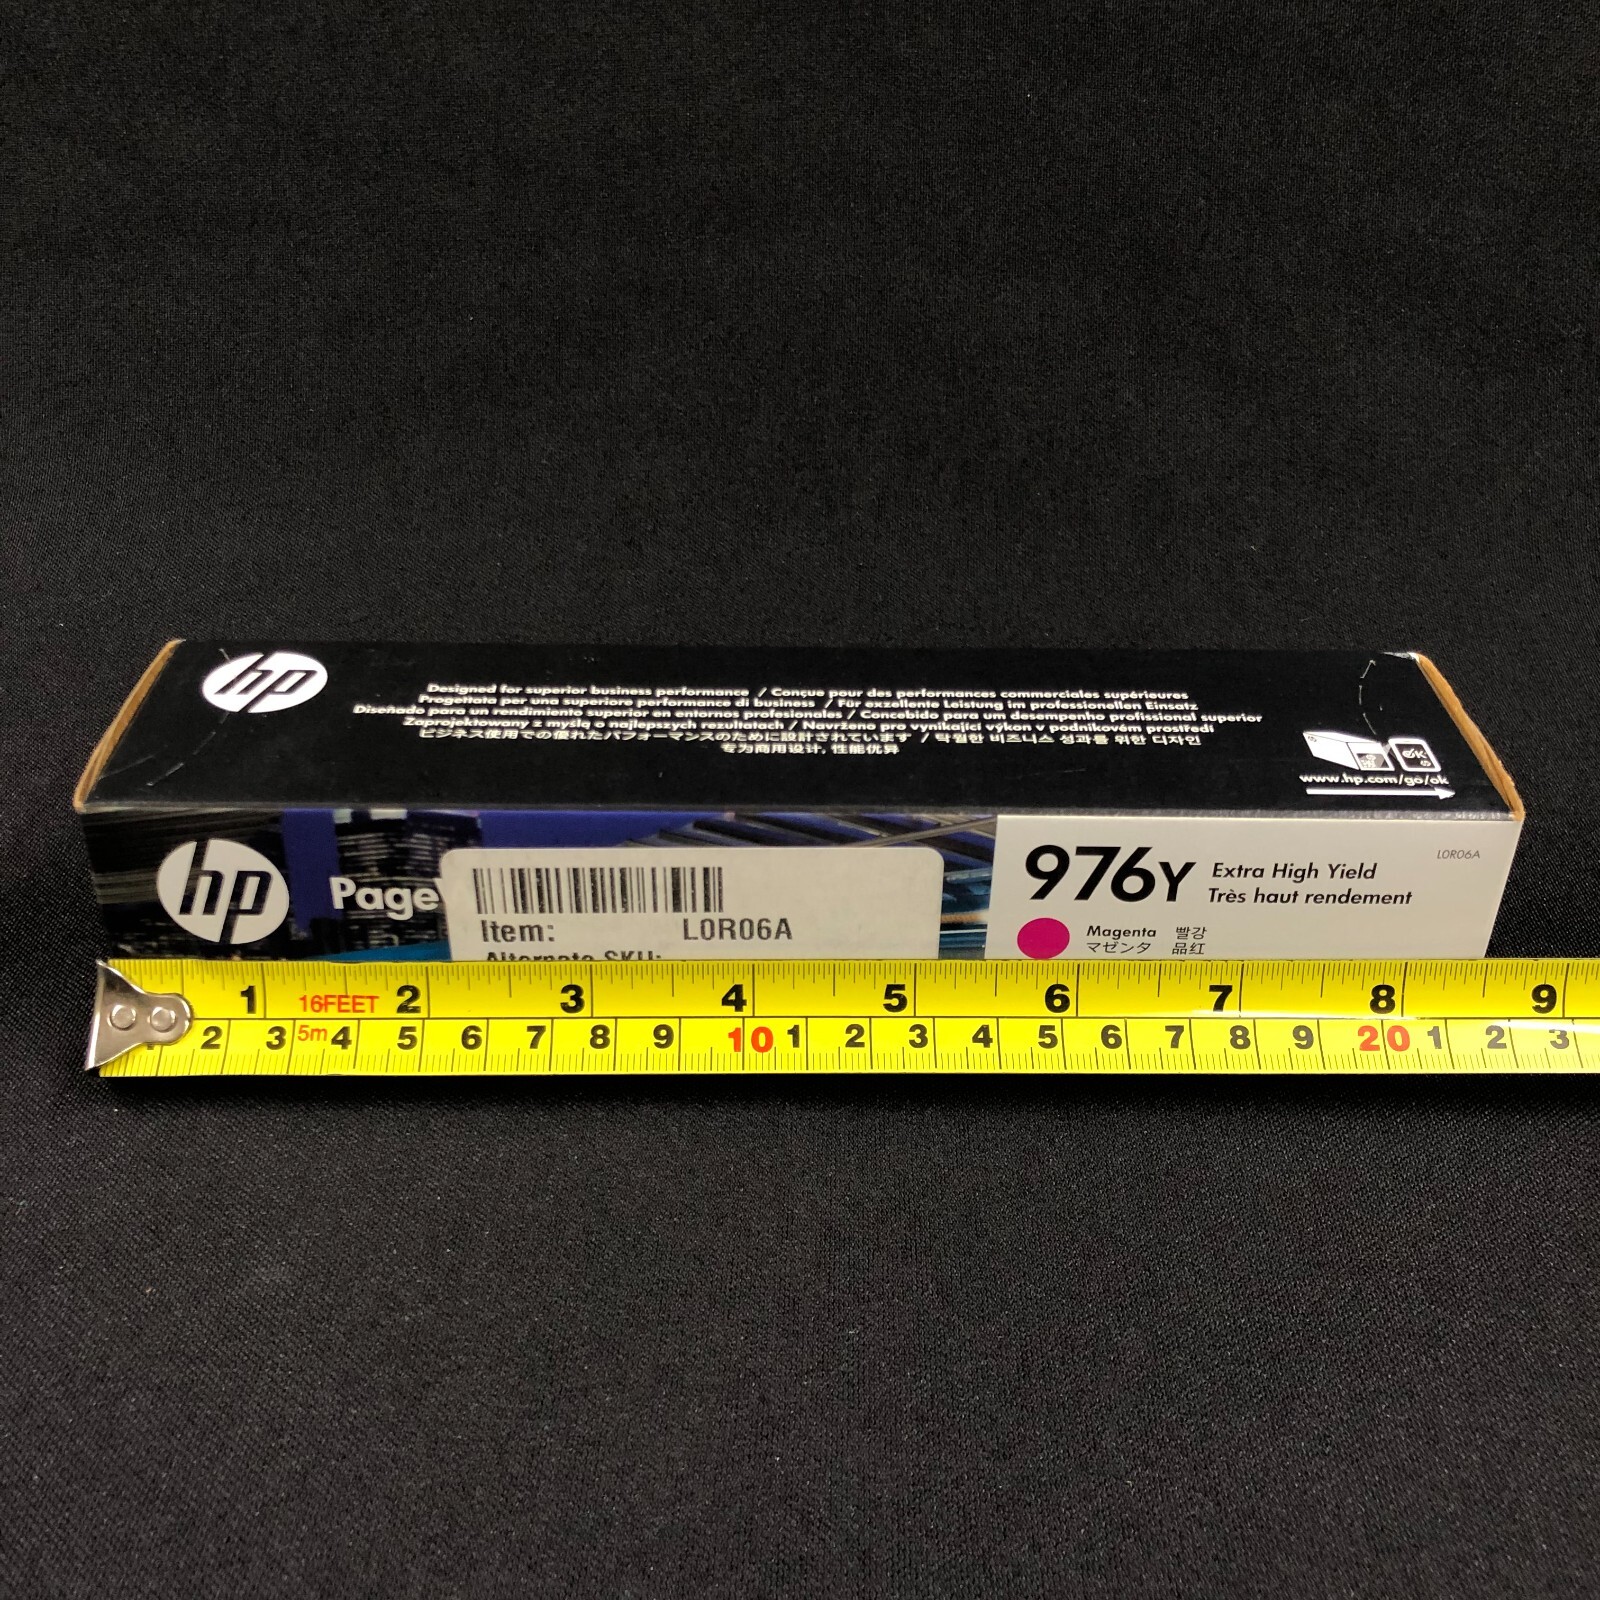 hp
Designed for superior business performance / Conçue pour des performances commerciales supérieures
Progettata per una superiore performance di business / Für exzellente Leistung im professionellen Einsatz
Diseñado para un rendimiento superior en entornos profesionales / Concebido para um desempenho profissional superior
Zaprojektowany z myślą o najlepszych rezultatach / Navrženo pro vynikající výkon v podnikovém prostředí
ビジネス使用での優れたパフォーマンスのために設計されています / 탁월한 비즈니스 성과를 위한 디자인
专为商用设计, 性能优异
OK
www.hp.com/go/ok
hp
Page
Item: L0R06A
Alternate SKU:
976Y Extra High Yield
Très haut rendement
L0R06A
Magenta 빨강
マゼンタ 品红
1 16FEET 2 3 4 5 6 7 8 9
1 2 3 5m 4 5 6 7 8 9 10 1 2 3 4 5 6 7 8 9 20 1 2 3